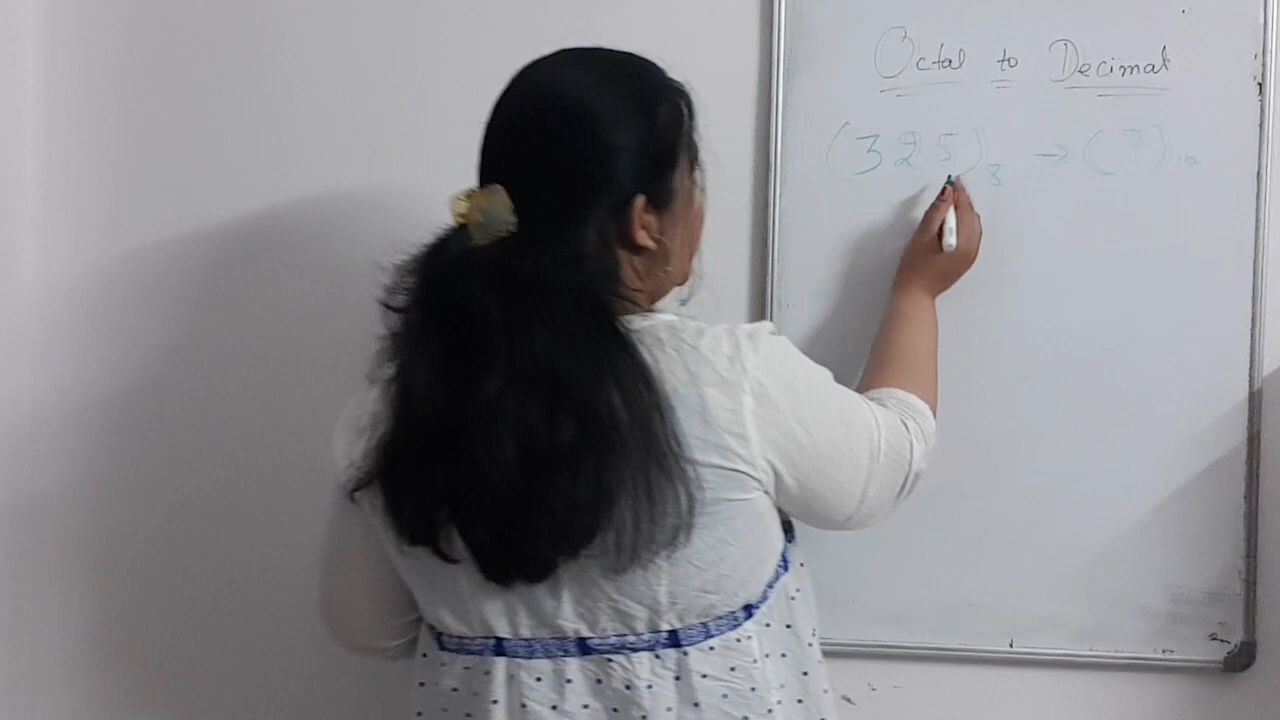 Octal to Decimal
(325)8 → (?)10